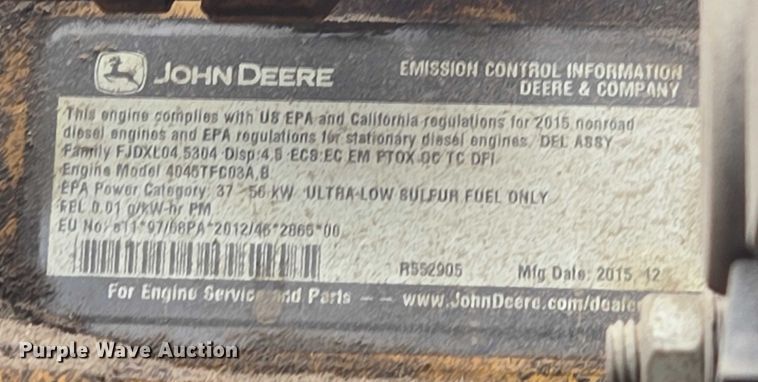 JOHN DEERE
EMISSION CONTROL INFORMATION
DEERE & COMPANY
This engine complies with US EPA and California regulations for 2015 nonroad
diesel engines and EPA regulations for stationary diesel engines. DEL ASSY
Family FJDXL04.5304 Disp:4.5 ECS:EC EM PTOX OC TC DFI
Engine Model 4045TFC03A,B
EPA Power Category: 37 - 56 kW ULTRA-LOW SULFUR FUEL ONLY
FEL 0.01 g/kW-hr PM
EU No: e11*97/68PA*2012/46*2866*00
R552905 Mfg Date: 2015 12
For Engine Service and Parts -- www.JohnDeere.com/deale
Purple Wave Auction